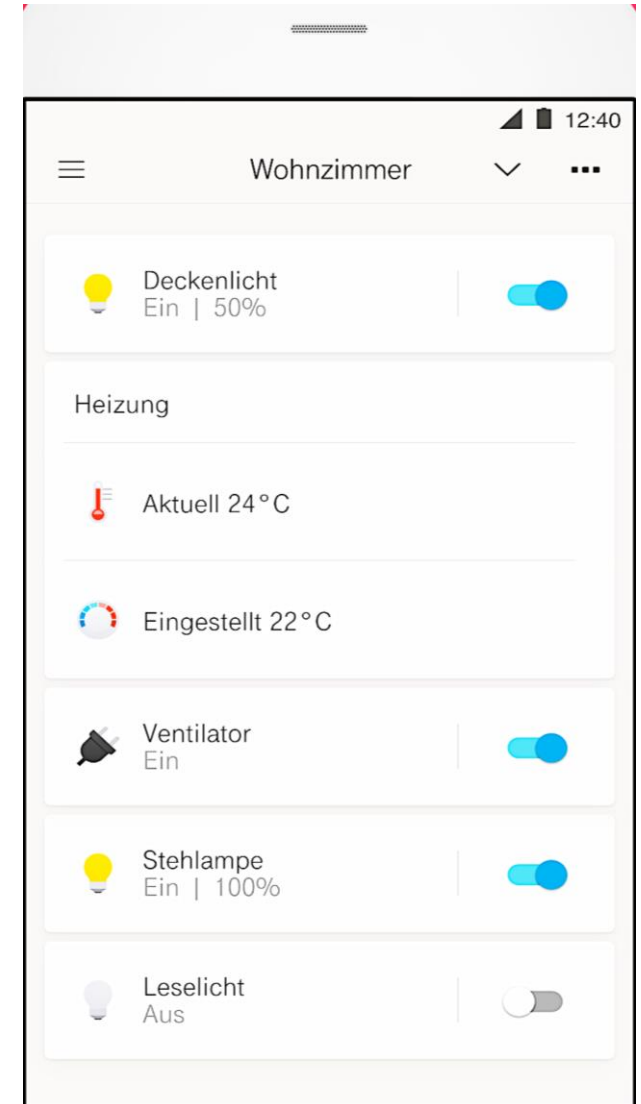 12:40
Wohnzimmer
Deckenlicht
Ein | 50%
Heizung
Aktuell 24°C
Eingestellt 22°C
Ventilator
Ein
Stehlampe
Ein | 100%
Leselicht
Aus